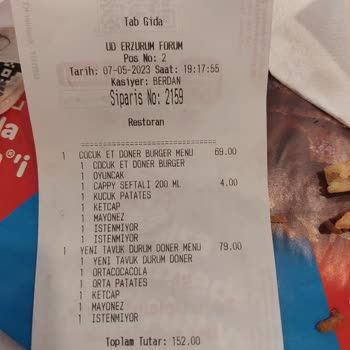 Tab Gida
UD ERZURUM FORUM
Pos No: 2
Tarih: 07-05-2023 Saat: 19:17:55
Kasiyer: BERDAN
Siparis No: 2159
Restoran
1 COCUK ET DONER BURGER MENU 69.00
1 COCUK ET DONER BURGER
1 OYUNCAK
1 CAPPY SEFTALI 200 ML 4.00
1 KUCUK PATATES
1 KETCAP
1 MAYONEZ
1 ISTENMIYOR
1 ISTENMIYOR
1 YENI TAVUK DURUM DONER MENU 79.00
1 YENI TAVUK DURUM DONER
1 ORTACOCACOLA
1 ORTA PATATES
1 KETCAP
1 MAYONEZ
1 ISTENMIYOR
Toplam Tutar: 152.00